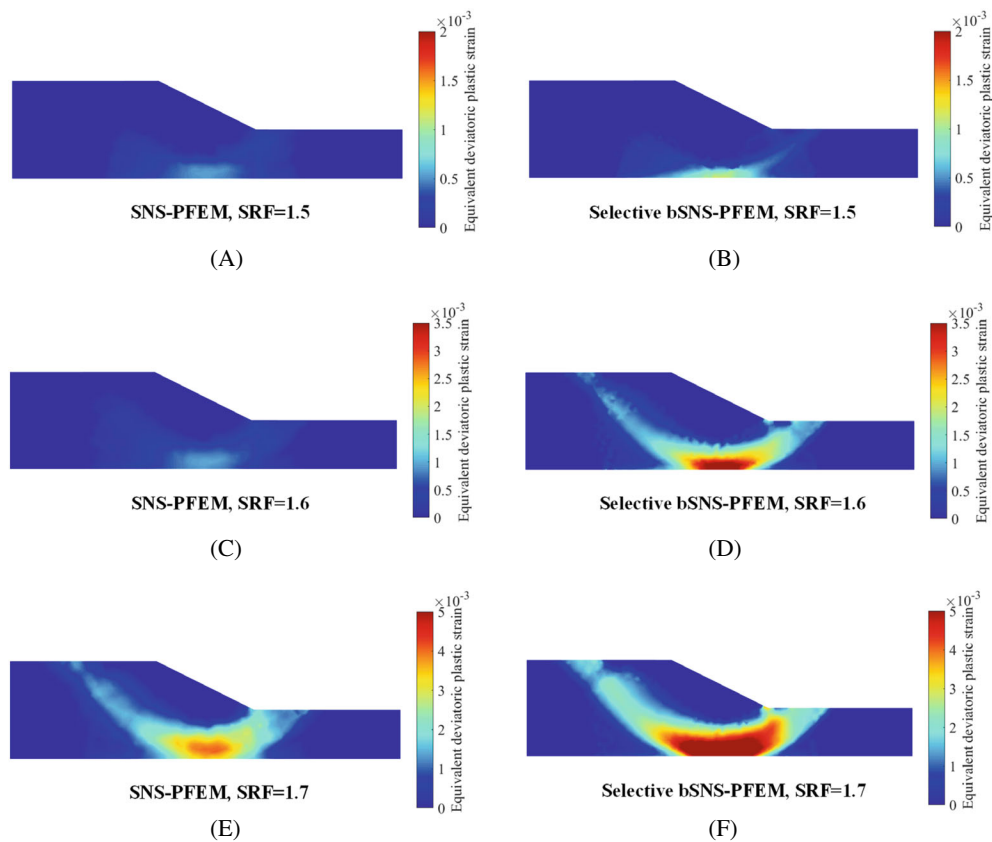 ×10⁻³
2
1.5
1
0.5
0
Equivalent deviatoric plastic strain
SNS-PFEM, SRF=1.5
(A)
×10⁻³
2
1.5
1
0.5
0
Equivalent deviatoric plastic strain
Selective bSNS-PFEM, SRF=1.5
(B)
×10⁻³
3.5
3
2.5
2
1.5
1
0.5
0
Equivalent deviatoric plastic strain
SNS-PFEM, SRF=1.6
(C)
×10⁻³
3.5
3
2.5
2
1.5
1
0.5
0
Equivalent deviatoric plastic strain
Selective bSNS-PFEM, SRF=1.6
(D)
×10⁻³
5
4
3
2
1
0
Equivalent deviatoric plastic strain
SNS-PFEM, SRF=1.7
(E)
×10⁻³
5
4
3
2
1
0
Equivalent deviatoric plastic strain
Selective bSNS-PFEM, SRF=1.7
(F)